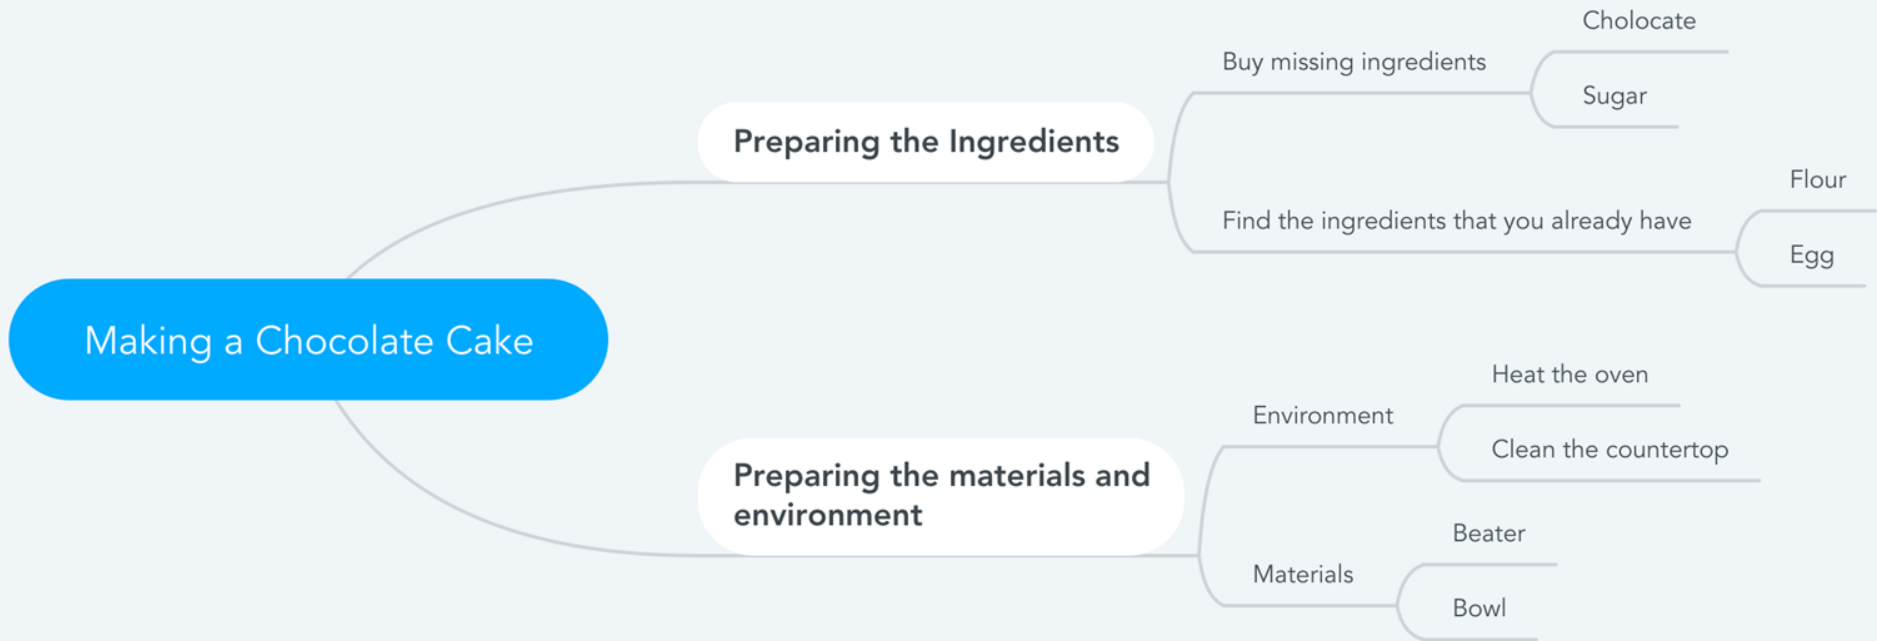 Making a Chocolate Cake
Preparing the Ingredients
Buy missing ingredients
Cholocate
Sugar
Find the ingredients that you already have
Flour
Egg
Preparing the materials and
environment
Environment
Heat the oven
Clean the countertop
Materials
Beater
Bowl